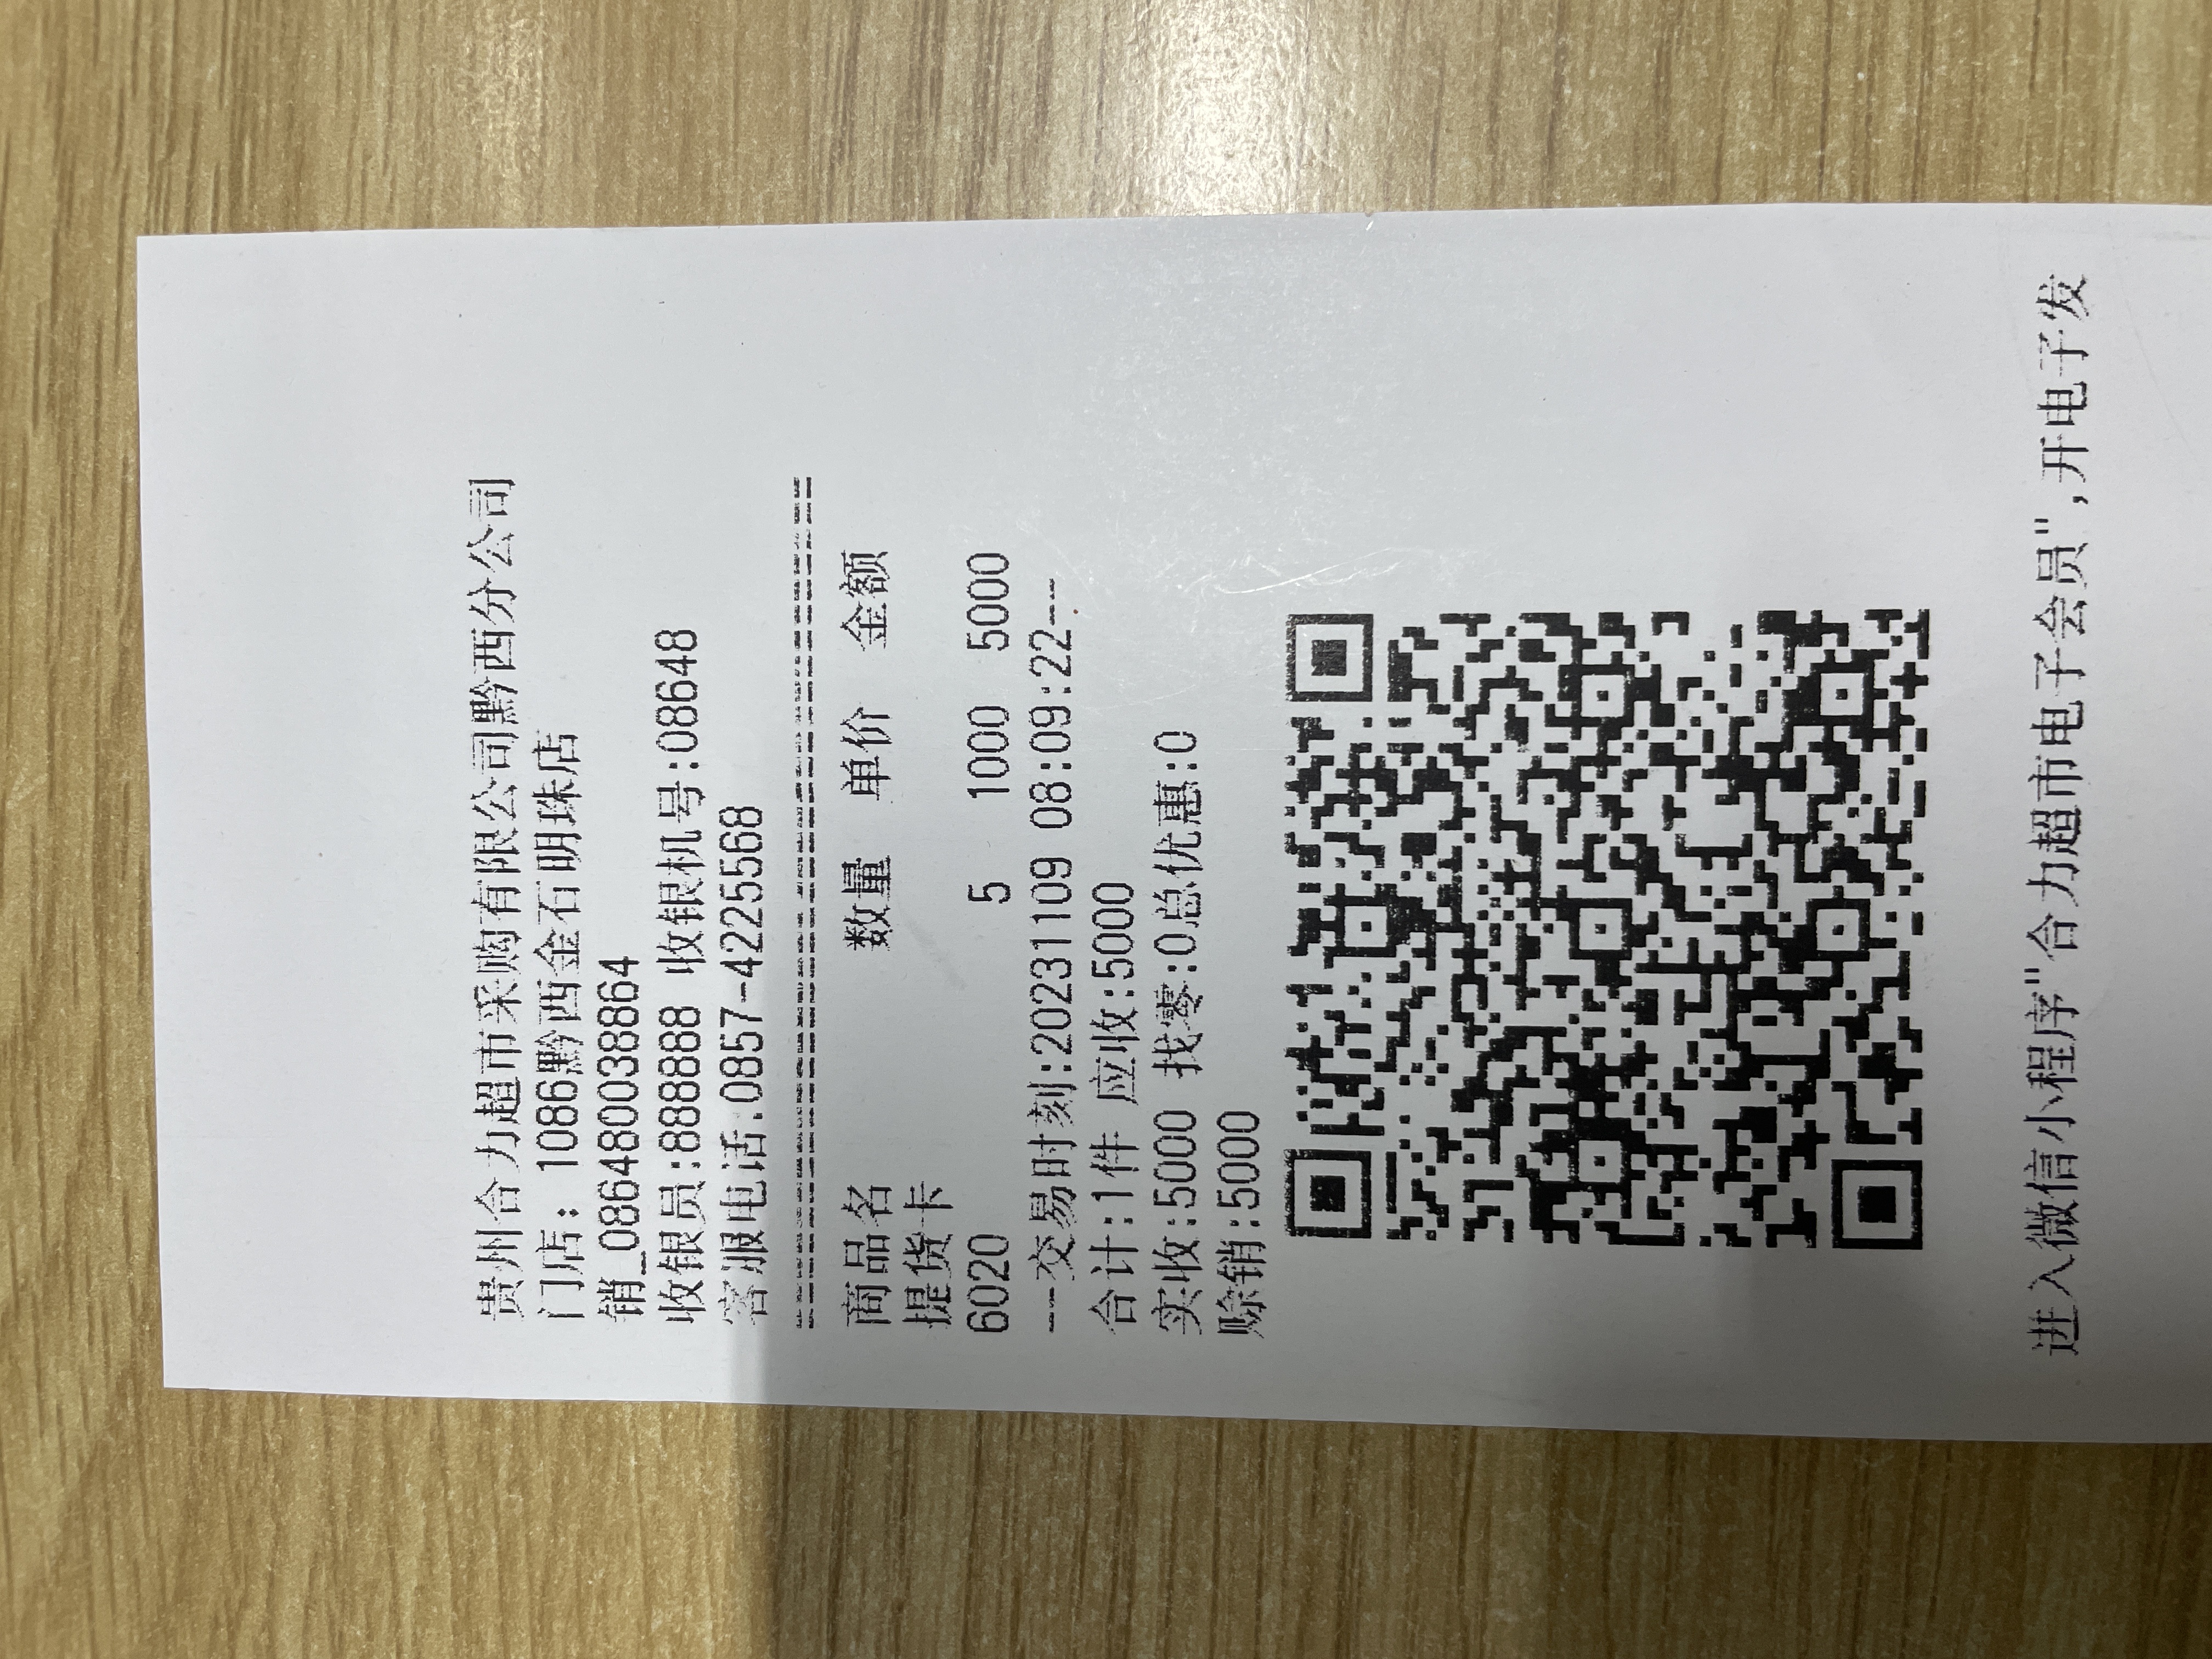 贵州合力超市采购有限公司黔西分公司
门店: 1086黔西金石明珠店
销_0864800388​64
收银员:888888 收银机号:08648
客服电话:0857-4225568
商品名 数量 单价 金额
提货卡
6020 5 1000 5000
--交易时刻:20231109 08:09:22---
合计:1件 应收:5000
实收:5000 找零:0总优惠:0
赊销:5000
进入微信小程序"合力超市电子会员",开电子发